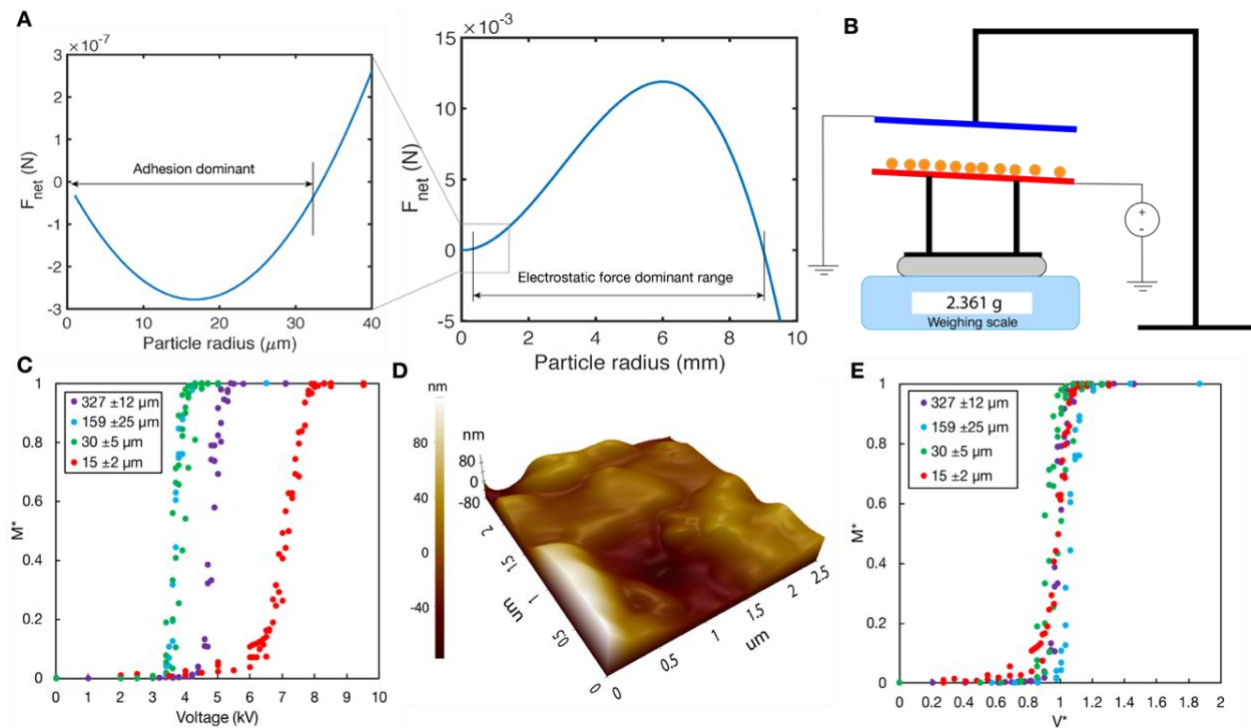 A
×10⁻⁷
3
2
1
0
-1
-2
-3
F_net (N)
Adhesion dominant
0
10
20
30
40
Particle radius (μm)
×10⁻³
15
10
5
0
-5
F_net (N)
Electrostatic force dominant range
0
2
4
6
8
10
Particle radius (mm)
B
+
-
2.361 g
Weighing scale
C
1
0.8
0.6
0.4
0.2
0
M*
327 ±12 μm
159 ±25 μm
30 ±5 μm
15 ±2 μm
0 1 2 3 4 5 6 7 8 9 10
Voltage (kV)
D
nm
80
40
0
-40
nm
80
0
-80
2
1.5
1
0.5
0
um
0
0.5
1
1.5
2
2.5
um
E
1
0.8
0.6
0.4
0.2
0
M*
327 ±12 μm
159 ±25 μm
30 ±5 μm
15 ±2 μm
0 0.2 0.4 0.6 0.8 1 1.2 1.4 1.6 1.8 2
V*